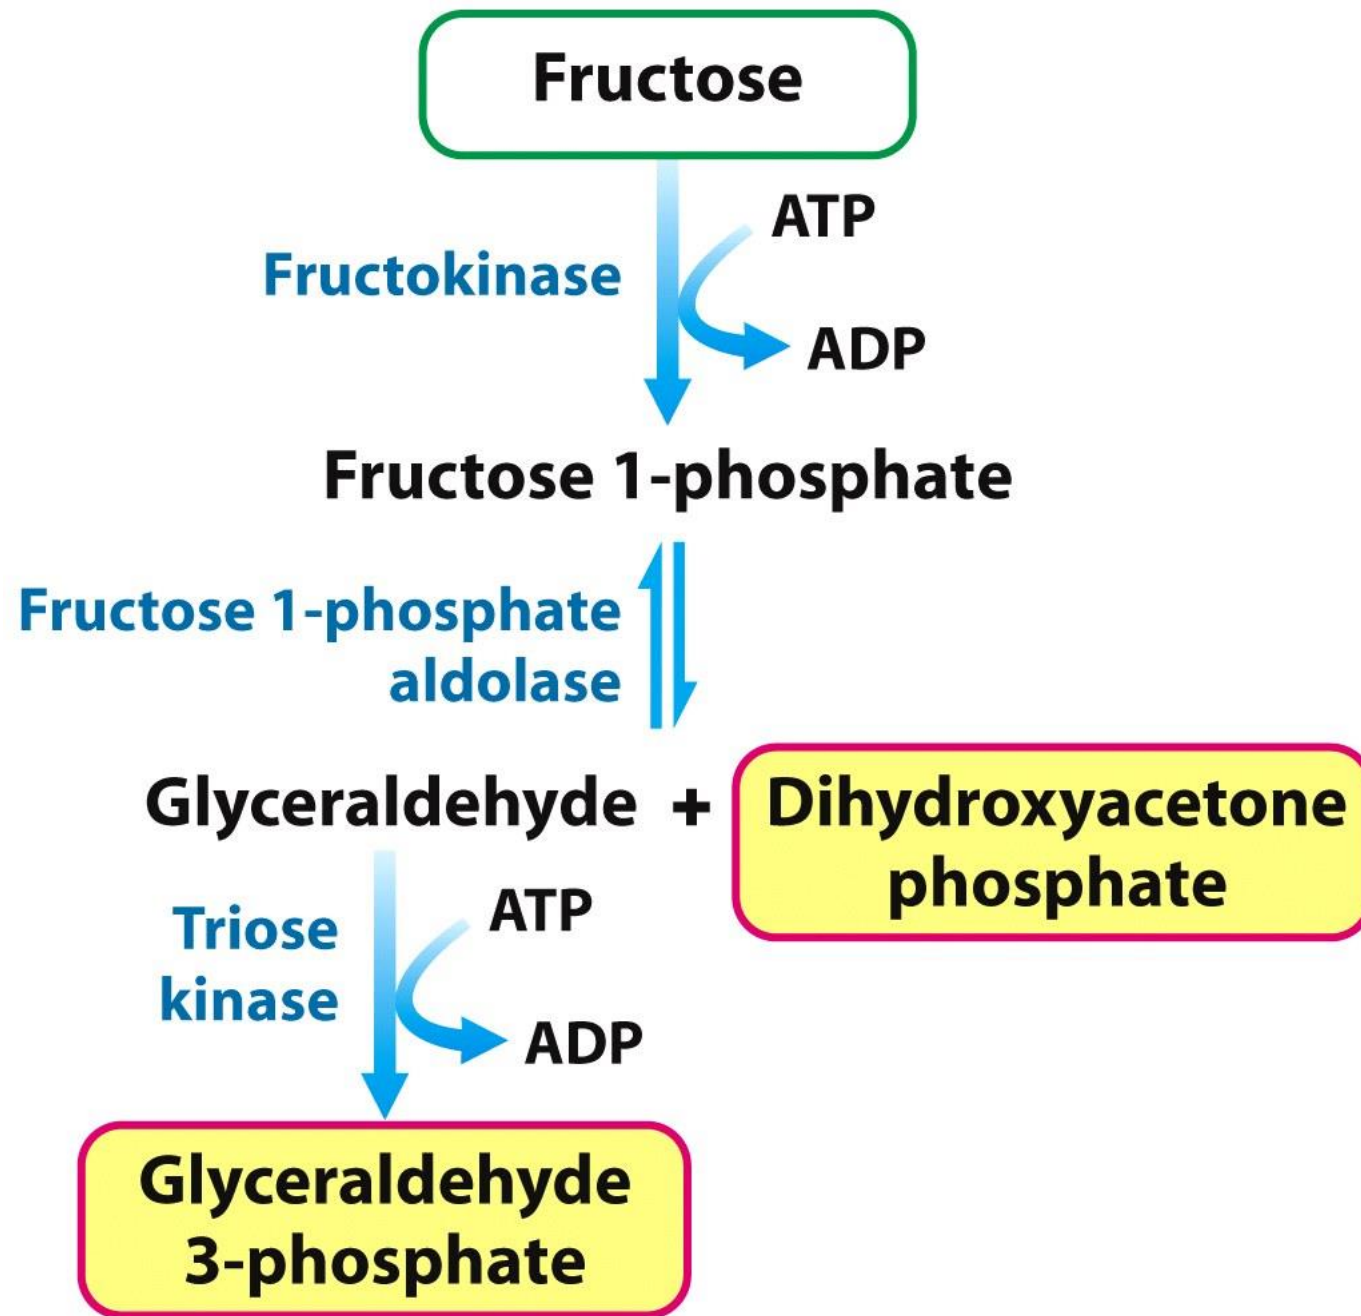 Fructose
ATP
Fructokinase
ADP
Fructose 1-phosphate
Fructose 1-phosphate
aldolase
Glyceraldehyde + Dihydroxyacetone
phosphate
ATP
Triose
kinase
ADP
Glyceraldehyde
3-phosphate